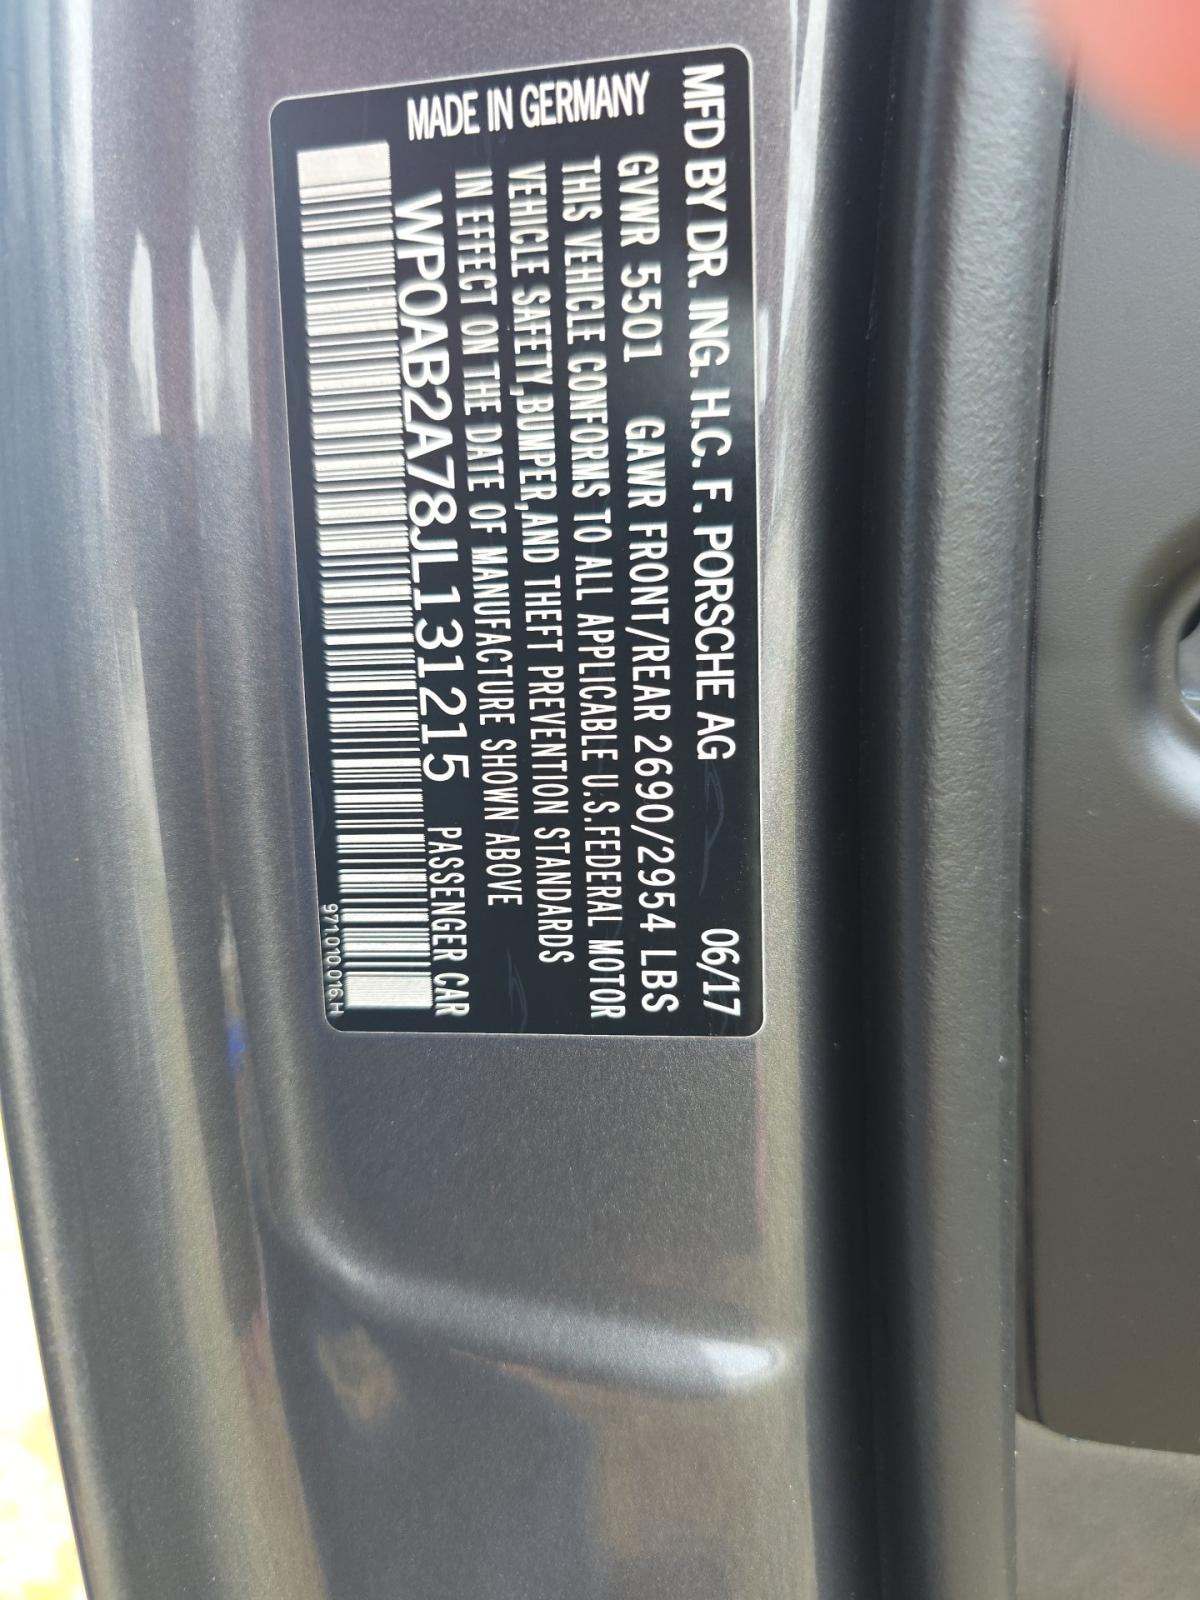 MFD BY DR. ING. H.C. F. PORSCHE AG 06/17
GVWR 5501 GAWR FRONT/REAR 2690/2954 LBS
THIS VEHICLE CONFORMS TO ALL APPLICABLE U.S.FEDERAL MOTOR
VEHICLE SAFETY,BUMPER,AND THEFT PREVENTION STANDARDS
IN EFFECT ON THE DATE OF MANUFACTURE SHOWN ABOVE
WP0AB2A78JL131215 PASSENGER CAR
MADE IN GERMANY
971.010.016.H